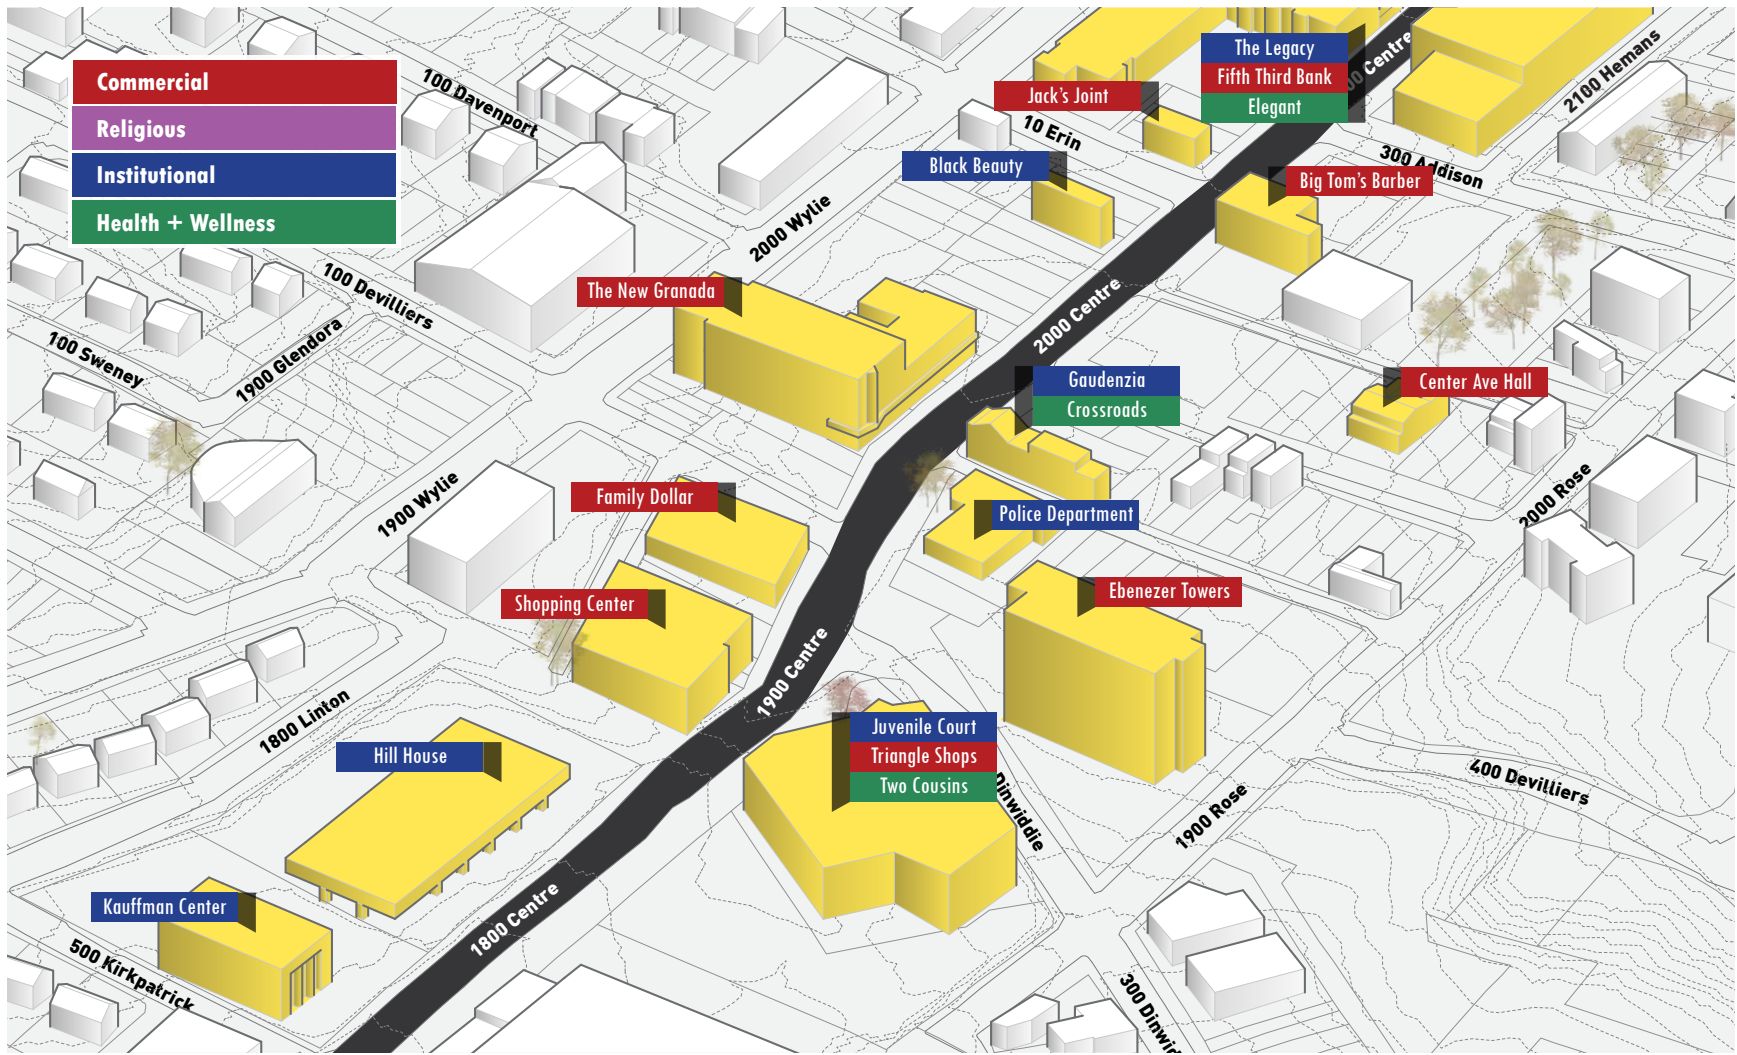 Commercial
Religious
Institutional
Health + Wellness
The Legacy
Fifth Third Bank
Elegant
Centre
2100 Hemans
100 Davenport
Jack's Joint
10 Erin
300 Addison
Black Beauty
Big Tom's Barber
2000 Wylie
100 Devilliers
The New Granada
2000 Centre
100 Sweney
1900 Glendora
Gaudenzia
Crossroads
Center Ave Hall
1900 Wylie
Family Dollar
Police Department
2000 Rose
Shopping Center
Ebenezer Towers
1900 Centre
1800 Linton
Hill House
Juvenile Court
Triangle Shops
Two Cousins
Dinwiddie
400 Devilliers
1900 Rose
Kauffman Center
1800 Centre
500 Kirkpatrick
300 Dinwid